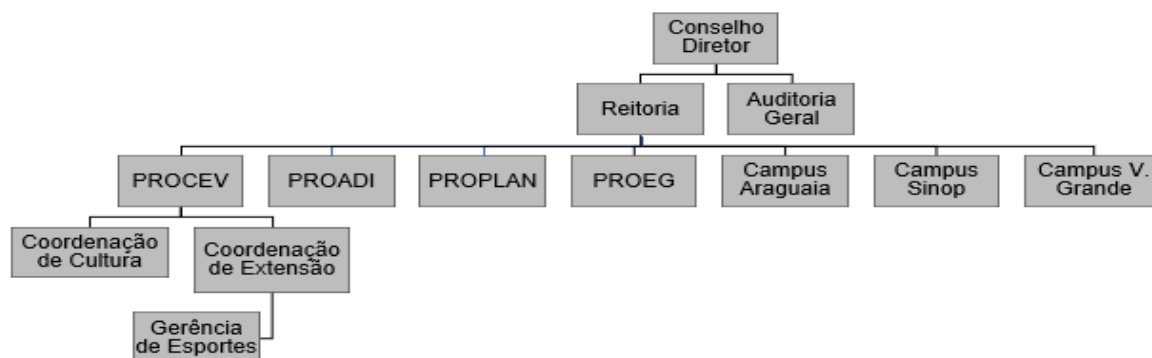 Conselho
Diretor
Reitoria
Auditoria
Geral
PROCEV
PROADI
PROPLAN
PROEG
Campus
Araguaia
Campus
Sinop
Campus V.
Grande
Coordenação
de Cultura
Coordenação
de Extensão
Gerência
de Esportes